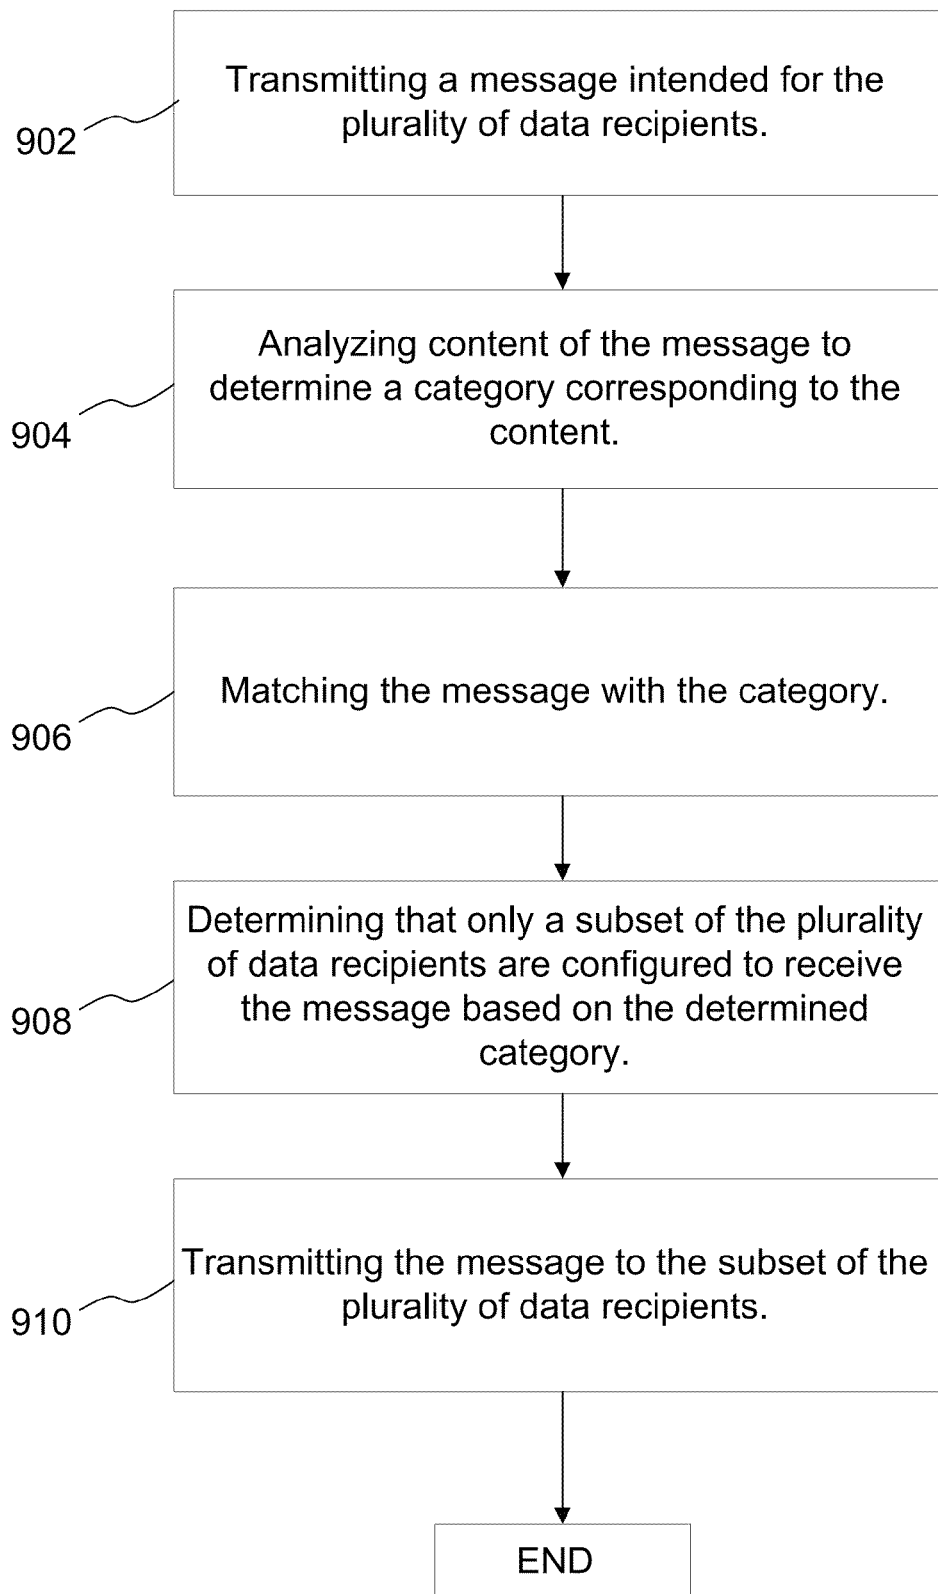 Transmitting a message intended for the
plurality of data recipients.
902
Analyzing content of the message to
determine a category corresponding to the
content.
904
Matching the message with the category.
906
Determining that only a subset of the plurality
of data recipients are configured to receive
the message based on the determined
category.
908
Transmitting the message to the subset of the
plurality of data recipients.
910
END